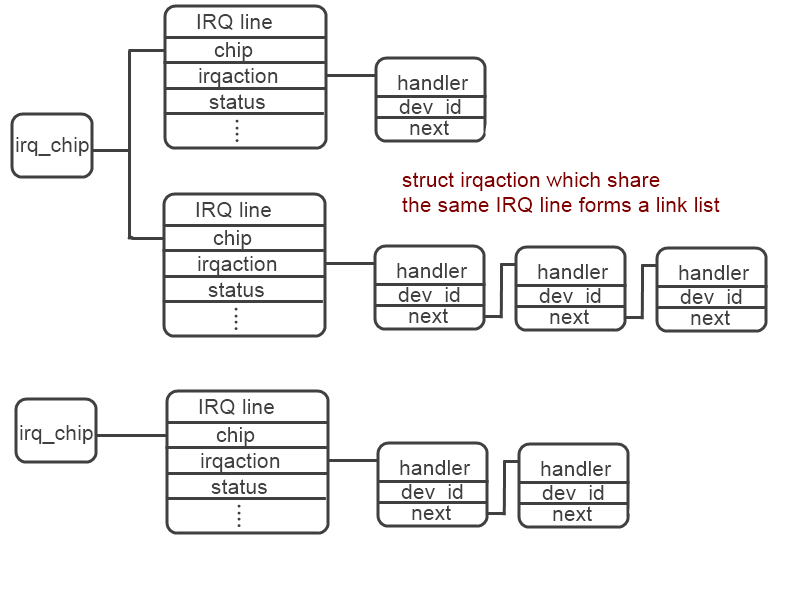 IRQ line
chip
irqaction
status
handler
dev_id
next
irq_chip
struct irqaction which share
the same IRQ line forms a link list
IRQ line
chip
irqaction
status
handler
dev_id
next
handler
dev_id
next
handler
dev_id
next
irq_chip
IRQ line
chip
irqaction
status
handler
dev_id
next
handler
dev_id
next